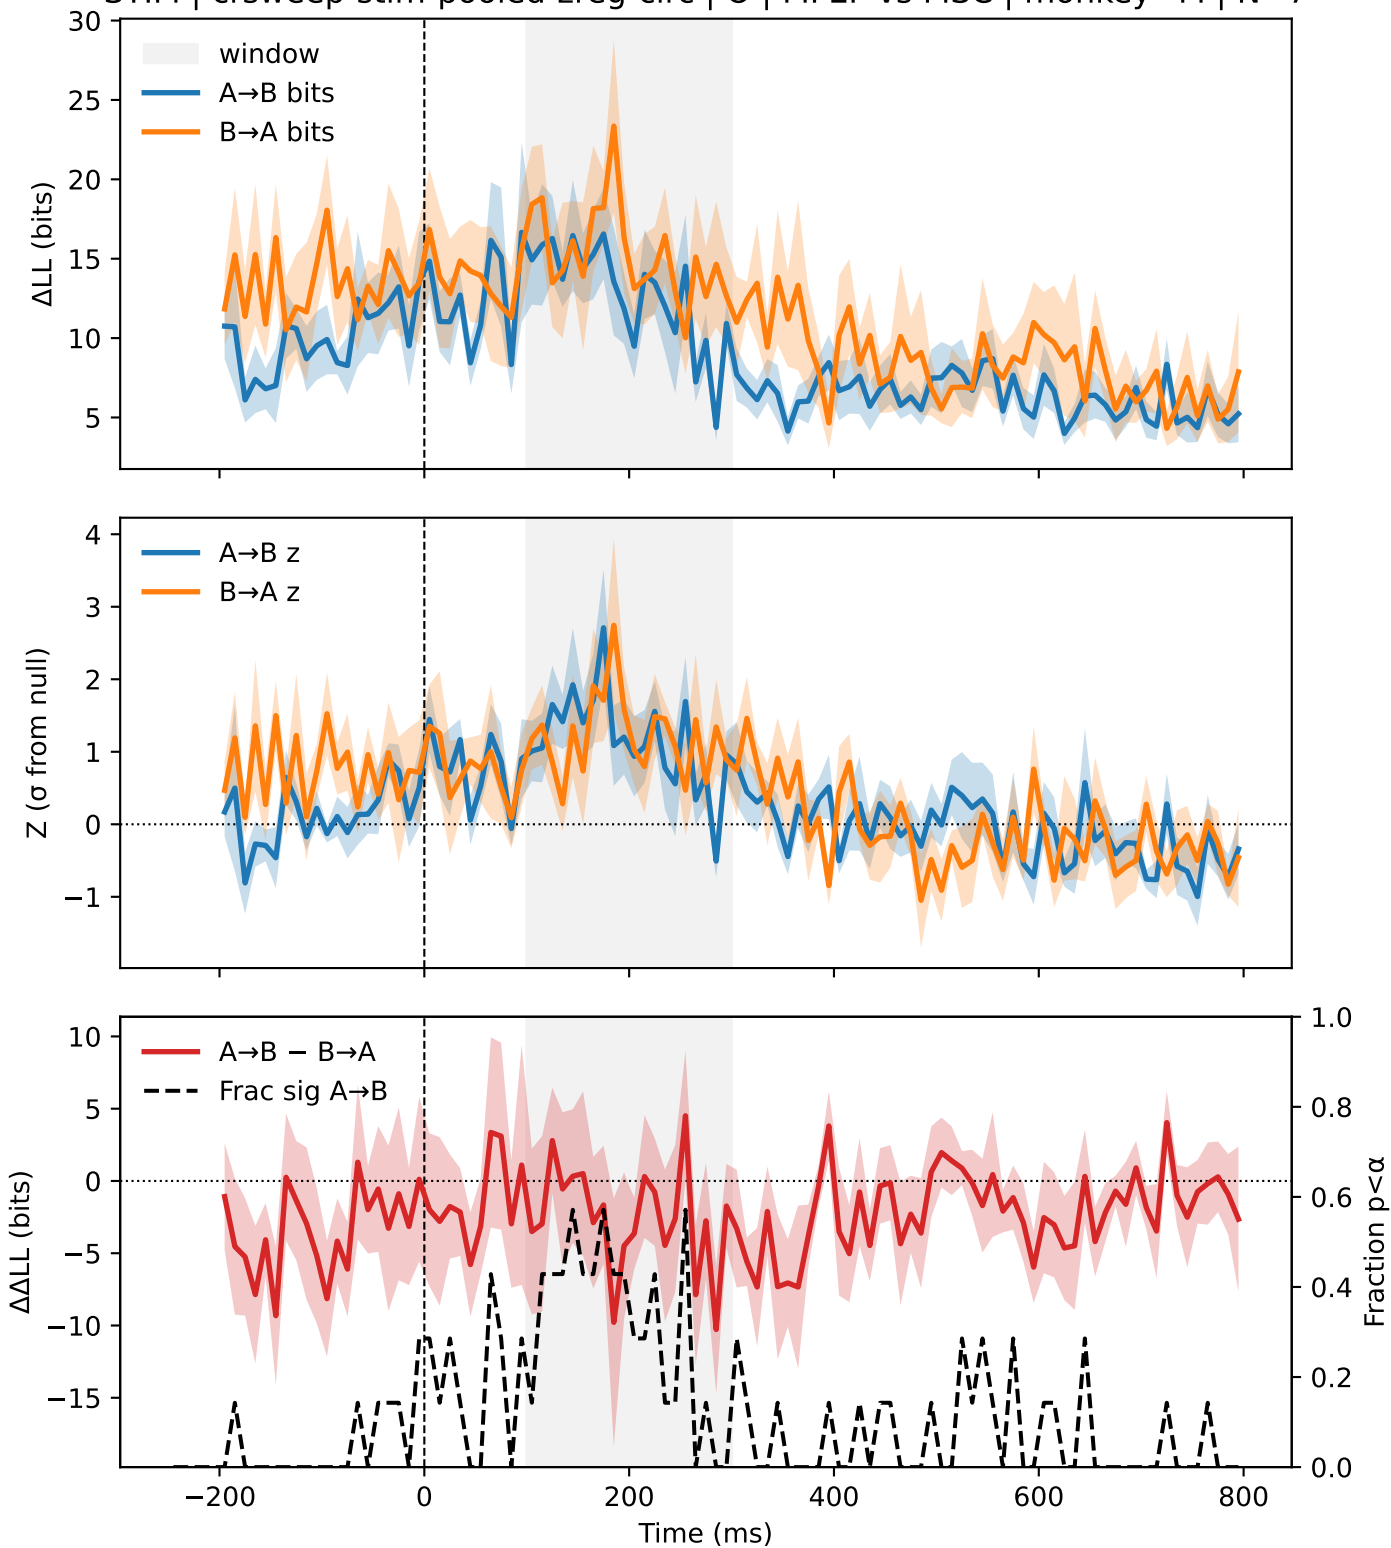 30
25
20
15
10
5
ΔLL (bits)
window
A→B bits
B→A bits
4
3
2
1
0
−1
Z (σ from null)
A→B z
B→A z
10
5
0
−5
−10
−15
ΔΔLL (bits)
A→B − B→A
Frac sig A→B
1.0
0.8
0.6
0.4
0.2
0.0
Fraction p<α
−200
0
200
400
600
800
Time (ms)